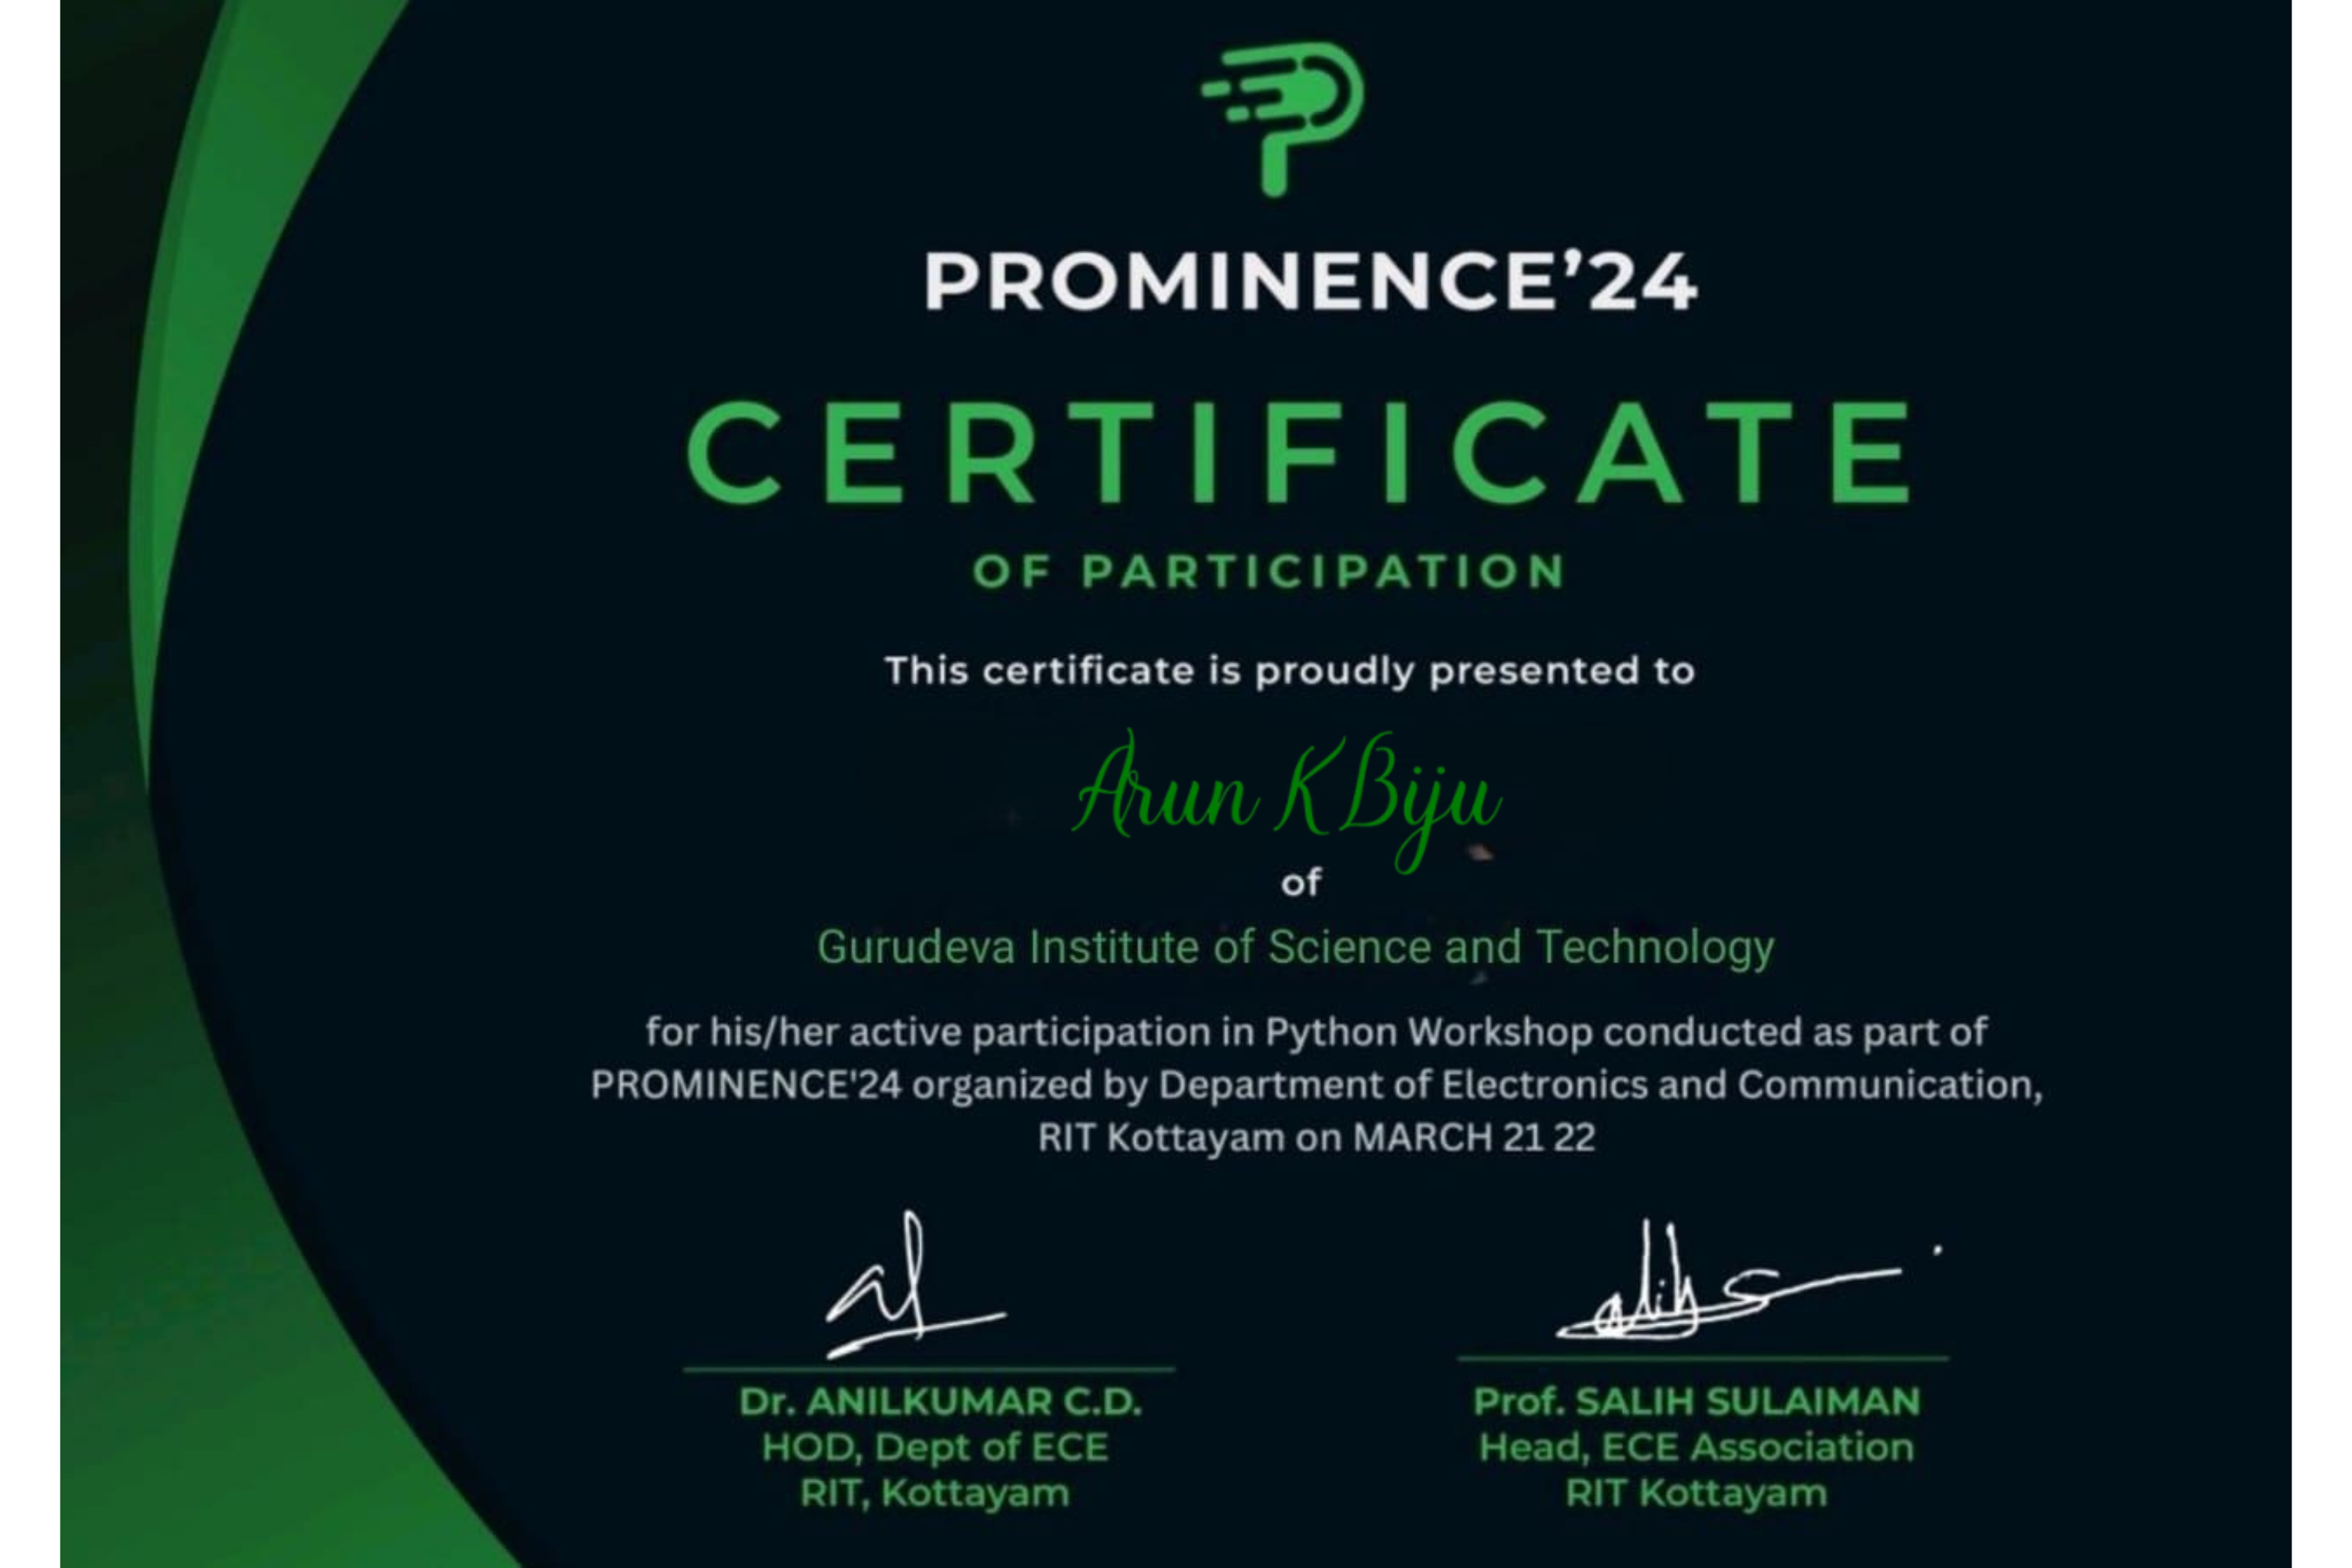 PROMINENCE’24
CERTIFICATE
OF PARTICIPATION
This certificate is proudly presented to
Arun K Biju
of
Gurudeva Institute of Science and Technology
for his/her active participation in Python Workshop conducted as part of
PROMINENCE'24 organized by Department of Electronics and Communication,
RIT Kottayam on MARCH 21 22
Dr. ANILKUMAR C.D.
HOD, Dept of ECE
RIT, Kottayam
Prof. SALIH SULAIMAN
Head, ECE Association
RIT Kottayam